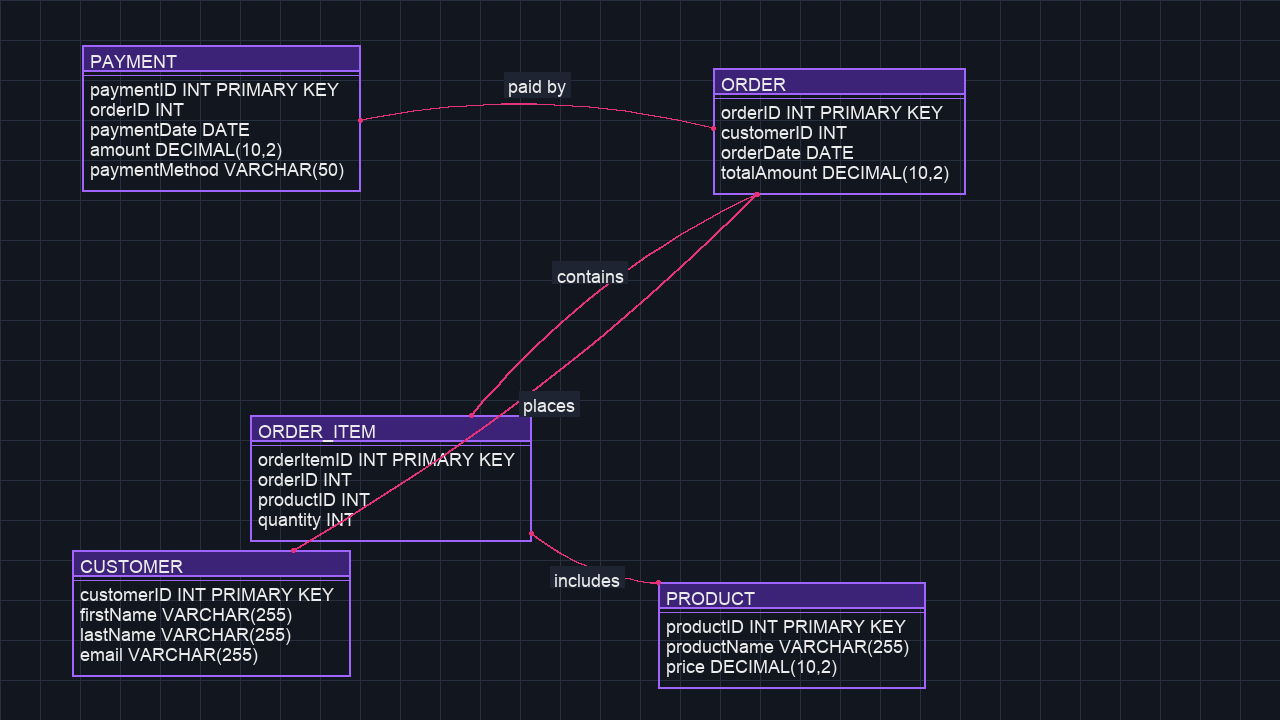 PAYMENT
paymentID INT PRIMARY KEY
orderID INT
paymentDate DATE
amount DECIMAL(10,2)
paymentMethod VARCHAR(50)
paid by
ORDER
orderID INT PRIMARY KEY
customerID INT
orderDate DATE
totalAmount DECIMAL(10,2)
contains
places
ORDER_ITEM
orderItemID INT PRIMARY KEY
orderID INT
productID INT
quantity INT
CUSTOMER
customerID INT PRIMARY KEY
firstName VARCHAR(255)
lastName VARCHAR(255)
email VARCHAR(255)
includes
PRODUCT
productID INT PRIMARY KEY
productName VARCHAR(255)
price DECIMAL(10,2)